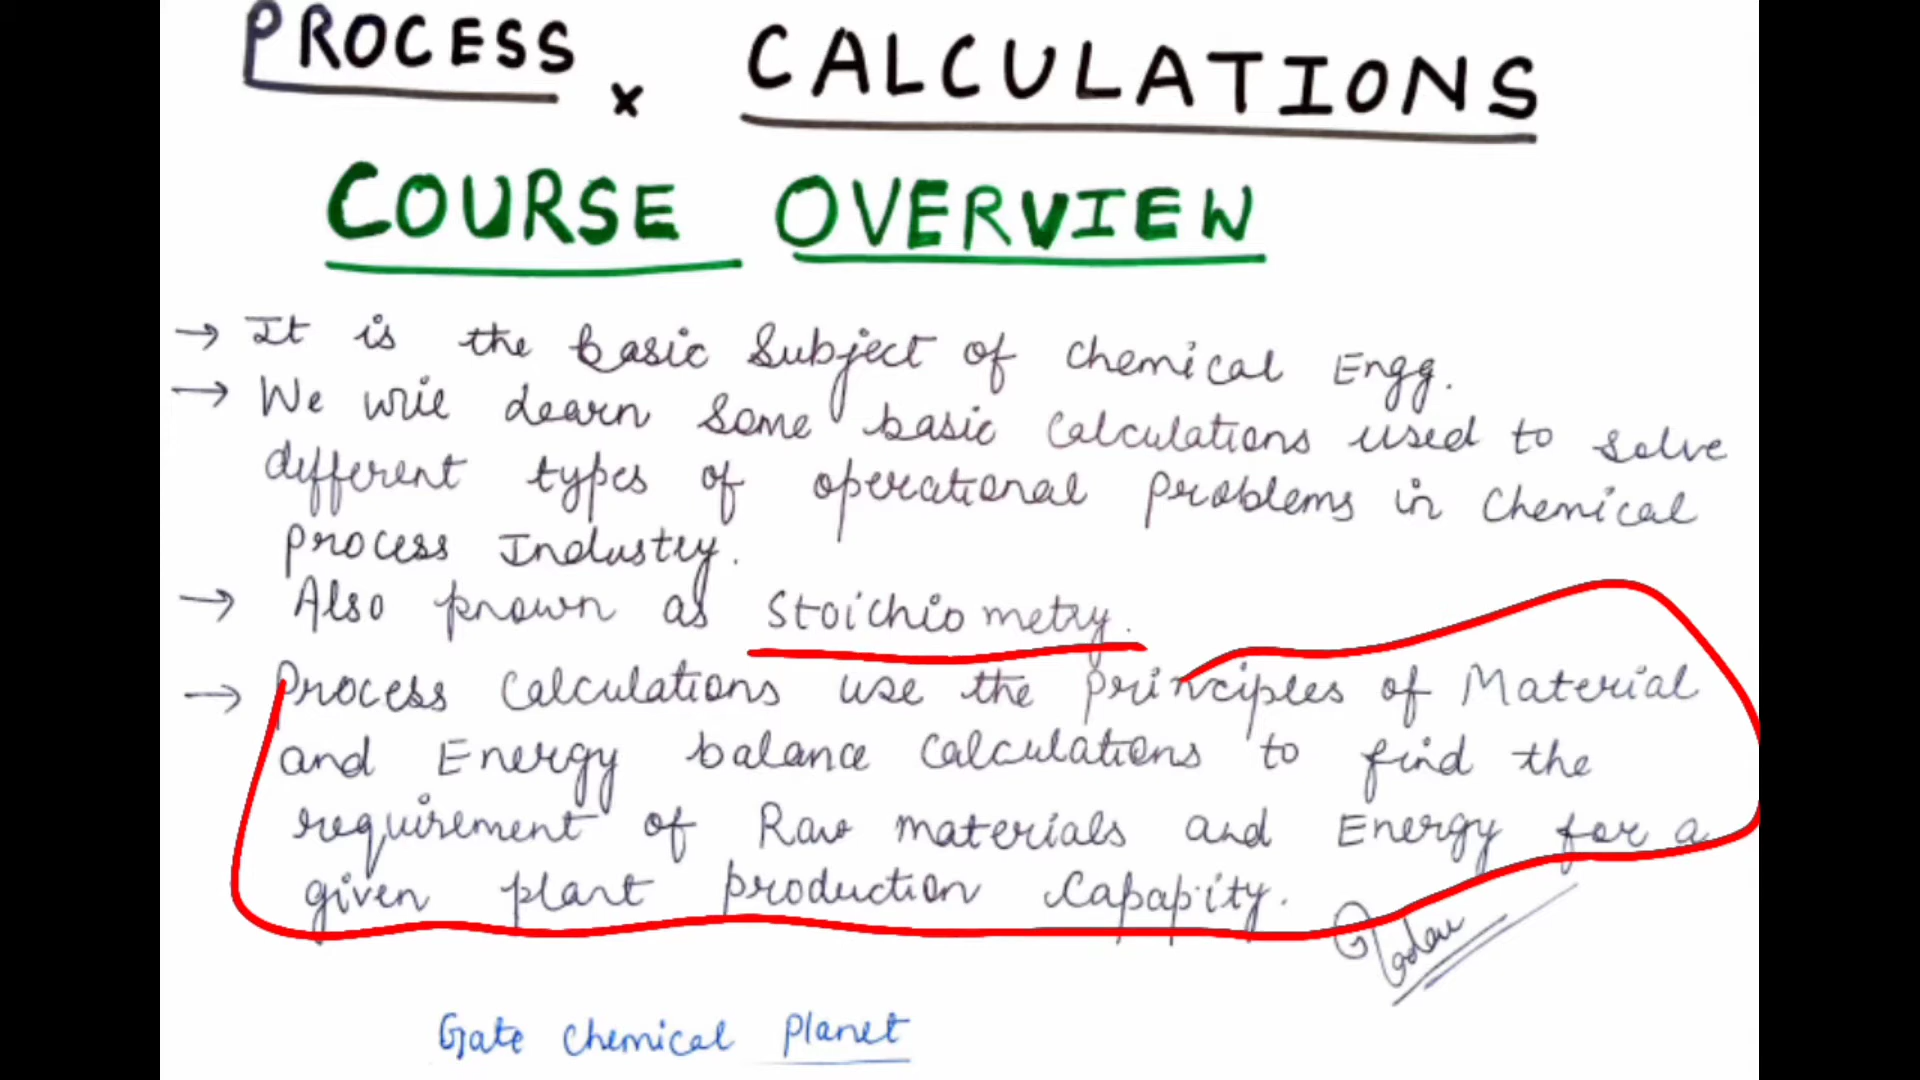 PROCESS x CALCULATIONS
COURSE OVERVIEW
→ It is the basic Subject of Chemical Engg.
→ We will learn Some basic Calculations used to solve
different types of operational Problems in Chemical
Process Industry.
→ Also known as Stoichiometry.
→ Process Calculations use the Principles of Material
and Energy balance Calculations to find the
requirement of Raw materials and Energy for a
given plant production Capapity.
Gate Chemical Planet